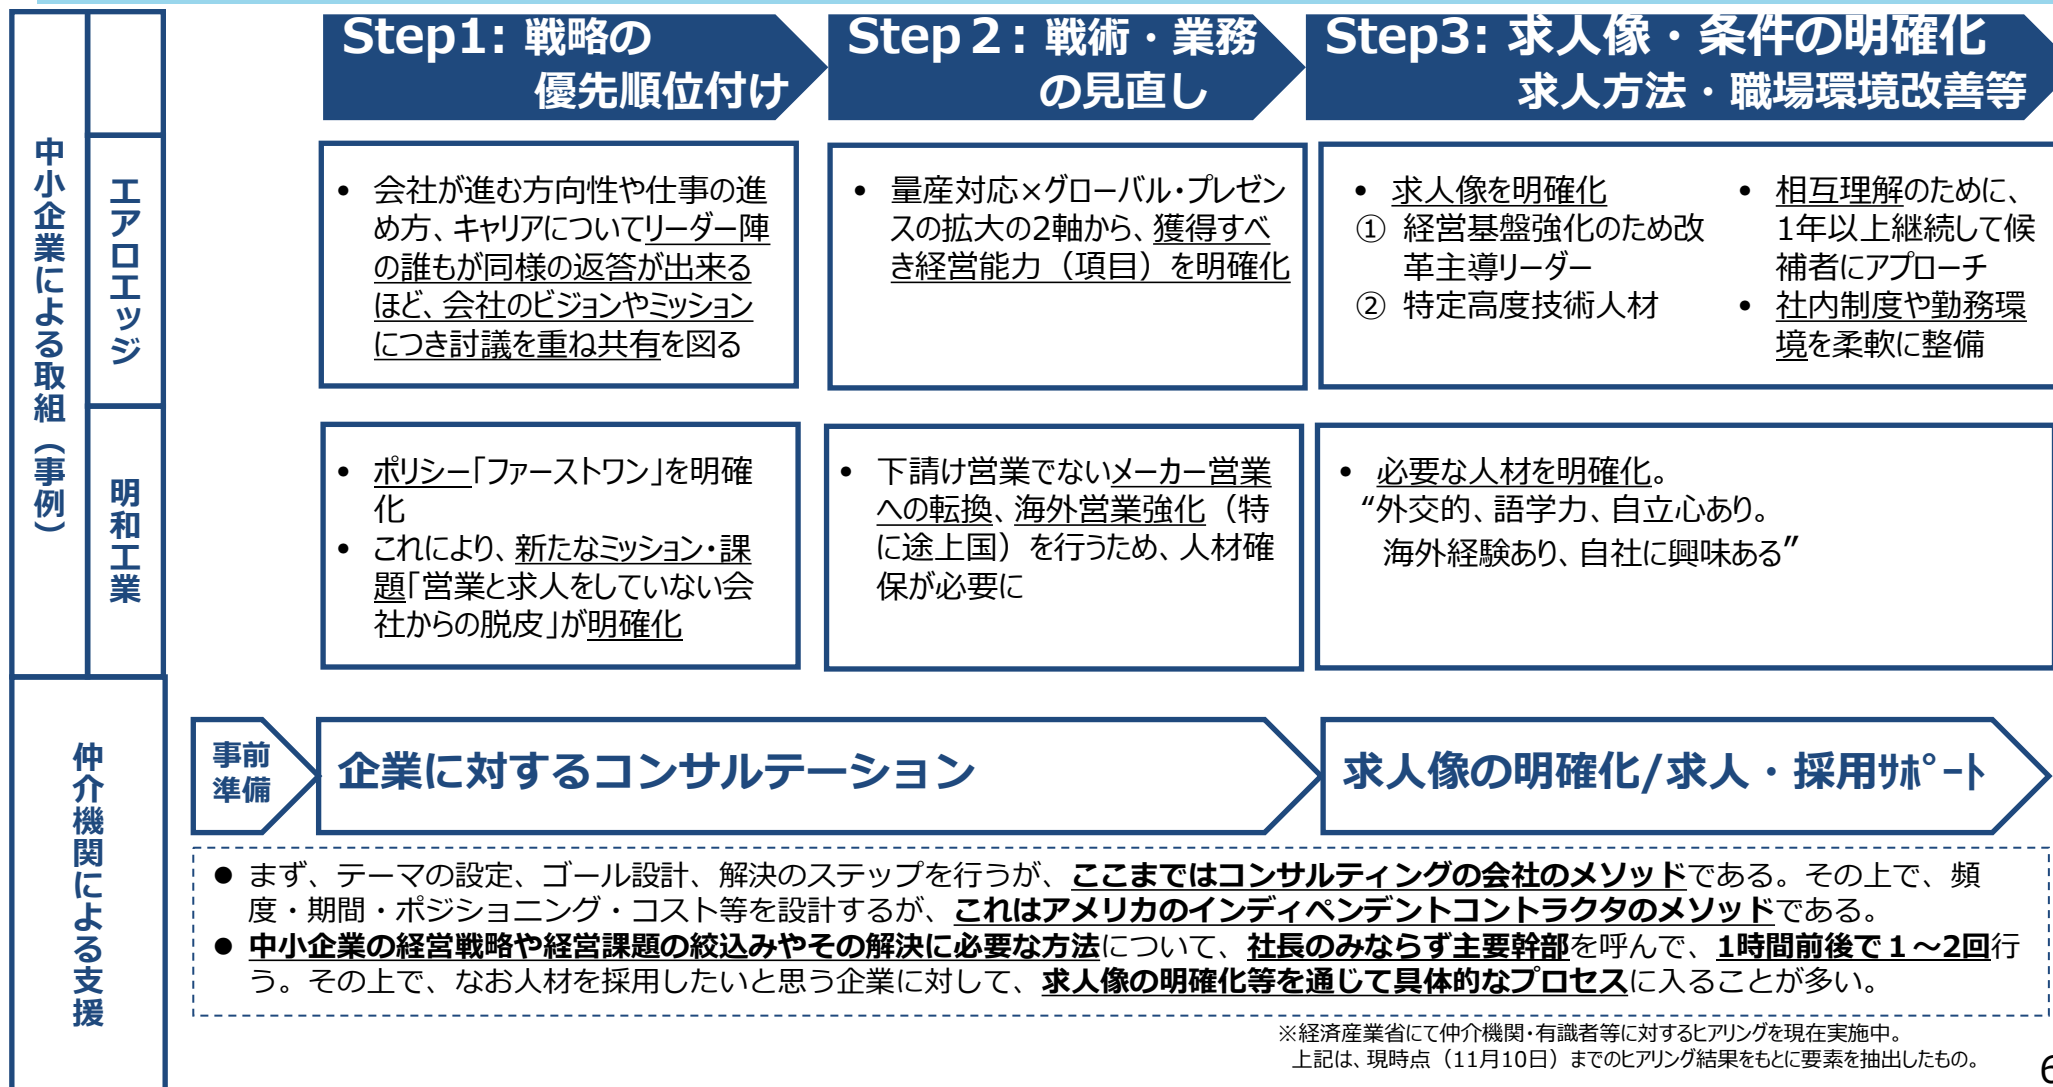 Step1: 戦略の
優先順位付け
Step２: 戦術・業務
の見直し
Step3: 求人像・条件の明確化
求人方法・職場環境改善等
中小企業による取組（事例）
エアロエッジ
• 会社が進む方向性や仕事の進
め方、キャリアについてリーダー陣
の誰もが同様の返答が出来る
ほど、会社のビジョンやミッション
につき討議を重ね共有を図る
• 量産対応×グローバル・プレゼン
スの拡大の2軸から、獲得すべ
き経営能力（項目）を明確化
• 求人像を明確化
① 経営基盤強化のため改
革主導リーダー
② 特定高度技術人材
• 相互理解のために、
1年以上継続して候
補者にアプローチ
• 社内制度や勤務環
境を柔軟に整備
明和工業
• ポリシー「ファーストワン」を明確
化
• これにより、新たなミッション・課
題「営業と求人をしていない会
社からの脱皮」が明確化
• 下請け営業でないメーカー営業
への転換、海外営業強化（特
に途上国）を行うため、人材確
保が必要に
• 必要な人材を明確化。
“外交的、語学力、自立心あり。
海外経験あり、自社に興味ある”
仲介機関による支援
事前
準備
企業に対するコンサルテーション
求人像の明確化/求人・採用ｻﾎﾟｰﾄ
● まず、テーマの設定、ゴール設計、解決のステップを行うが、ここまではコンサルティングの会社のメソッドである。その上で、頻
度・期間・ポジショニング・コスト等を設計するが、これはアメリカのインディペンデントコントラクタのメソッドである。
● 中小企業の経営戦略や経営課題の絞込みやその解決に必要な方法について、社長のみならず主要幹部を呼んで、1時間前後で１～2回行
う。その上で、なお人材を採用したいと思う企業に対して、求人像の明確化等を通じて具体的なプロセスに入ることが多い。
※経済産業省にて仲介機関・有識者等に対するヒアリングを現在実施中。
上記は、現時点（11月10日）までのヒアリング結果をもとに要素を抽出したもの。
6